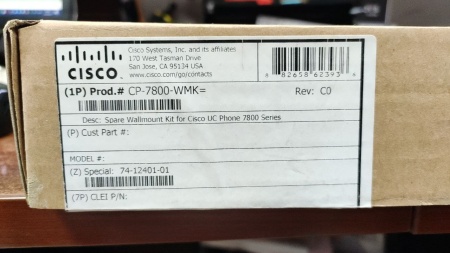 Cisco Systems, Inc. and its affiliates
170 West Tasman Drive
San Jose, CA 95134 USA
www.cisco.com/go/contacts
CISCO
82658 62393
(1P) Prod.# CP-7800-WMK= Rev: C0
Desc: Spare Wallmount Kit for Cisco UC Phone 7800 Series
(P) Cust Part #:
MODEL #:
(Z) Special: 74-12401-01
(7P) CLEI P/N: